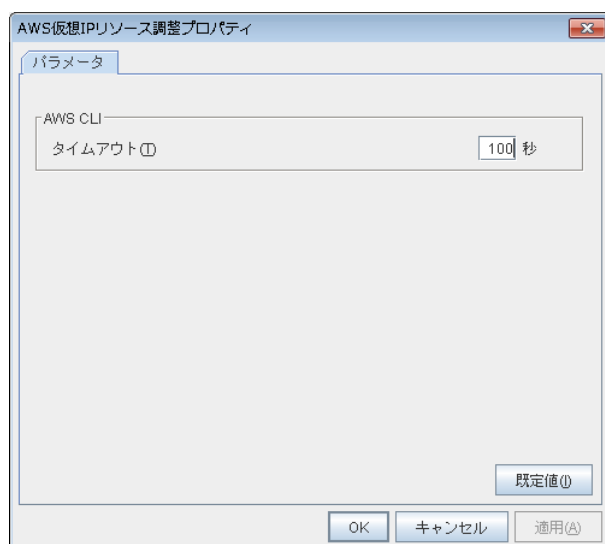 AWS仮想IPリソース調整プロパティ
パラメータ
AWS CLI
タイムアウト(T) 100 秒
既定値(I)
OK キャンセル 適用(A)